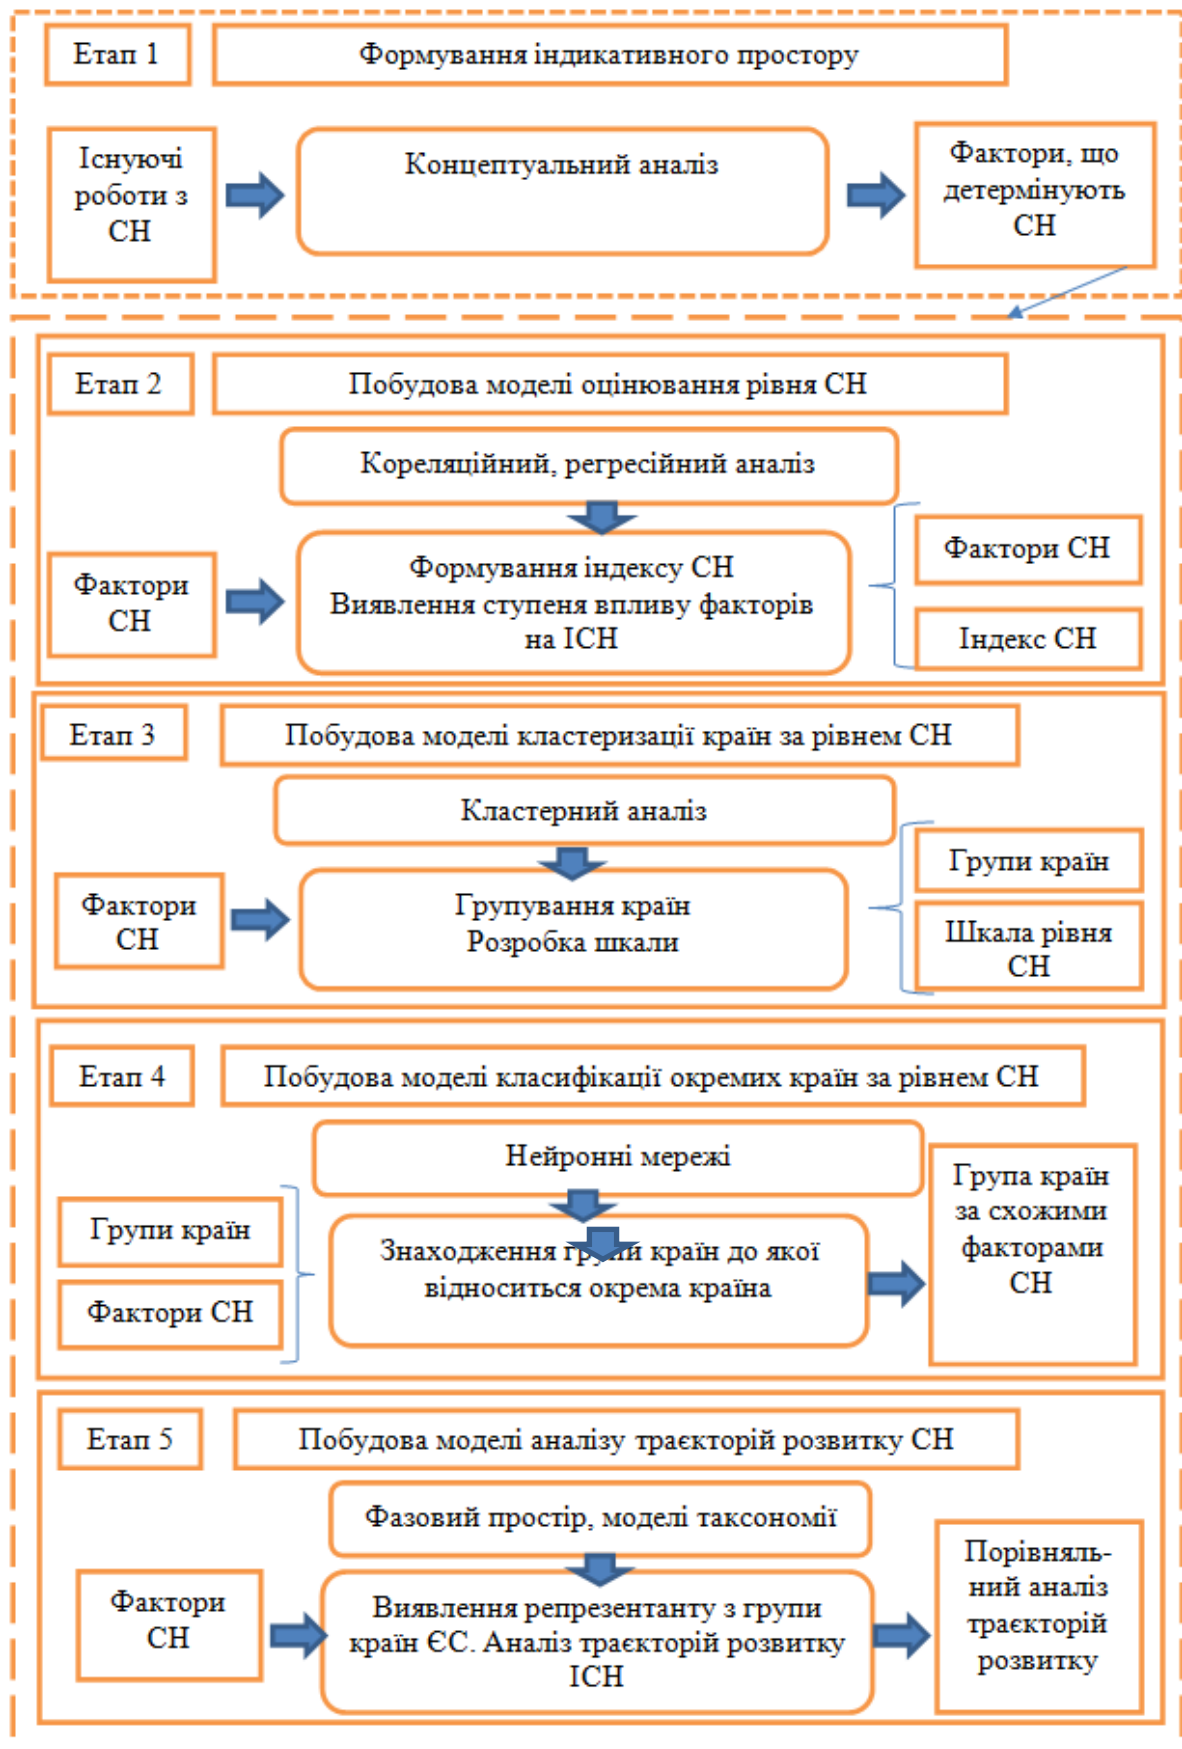 Етап 1
Формування індикативного простору
Існуючі
роботи з
СН
Концептуальний аналіз
Фактори, що
детермінують
СН
Етап 2
Побудова моделі оцінювання рівня СН
Кореляційний, регресійний аналіз
Фактори
СН
Формування індексу СН
Виявлення ступеня впливу факторів
на ІСН
Фактори СН
Індекс СН
Етап 3
Побудова моделі кластеризації країн за рівнем СН
Кластерний аналіз
Фактори
СН
Групування країн
Розробка шкали
Групи країн
Шкала рівня
СН
Етап 4
Побудова моделі класифікації окремих країн за рівнем СН
Нейронні мережі
Групи країн
Фактори СН
Знаходження групи країн до якої
відноситься окрема країна
Група країн
за схожими
факторами
СН
Етап 5
Побудова моделі аналізу траєкторій розвитку СН
Фазовий простір, моделі таксономії
Фактори
СН
Виявлення репрезентанту з групи
країн ЄС. Аналіз траєкторій розвитку
ІСН
Порівняль-
ний аналіз
траєкторій
розвитку